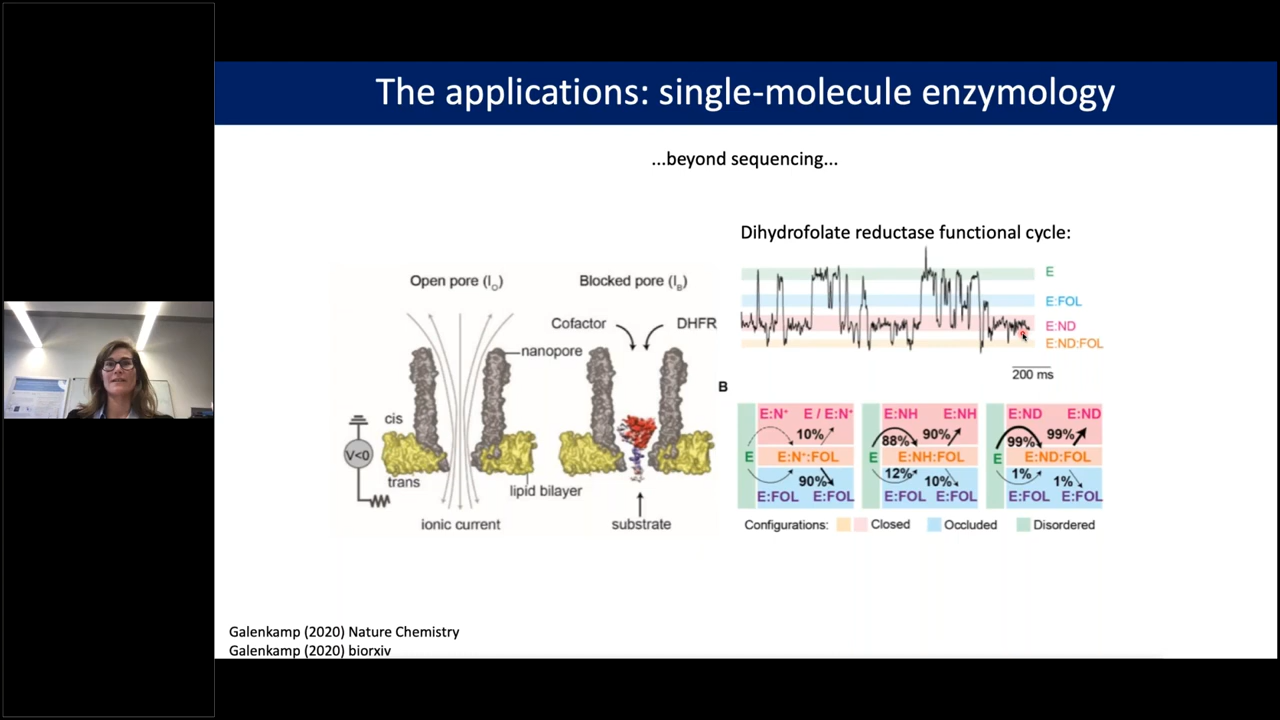 The applications: single-molecule enzymology
...beyond sequencing...
Dihydrofolate reductase functional cycle:
Open pore (IO)
Blocked pore (IB)
Cofactor
DHFR
nanopore
cis
V<0
trans
lipid bilayer
ionic current
substrate
E
E:FOL
E:ND
E:ND:FOL
200 ms
B
E:N+ E / E:N+
10%
E E:N+:FOL
90%
E:FOL E:FOL
E:NH E:NH
88% 90%
E E:NH:FOL
12% 10%
E:FOL E:FOL
E:ND E:ND
99% 99%
E E:ND:FOL
1% 1%
E:FOL E:FOL
Configurations: Closed Occluded Disordered
Galenkamp (2020) Nature Chemistry
Galenkamp (2020) biorxiv